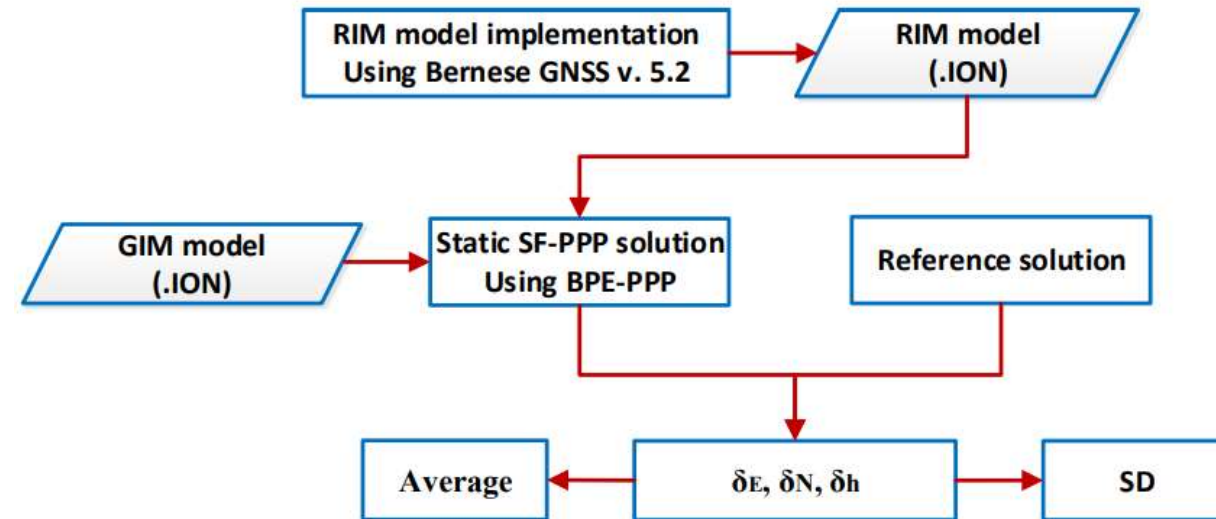 RIM model implementation
Using Bernese GNSS v. 5.2
RIM model
(.ION)
GIM model
(.ION)
Static SF-PPP solution
Using BPE-PPP
Reference solution
Average
δE, δN, δh
SD